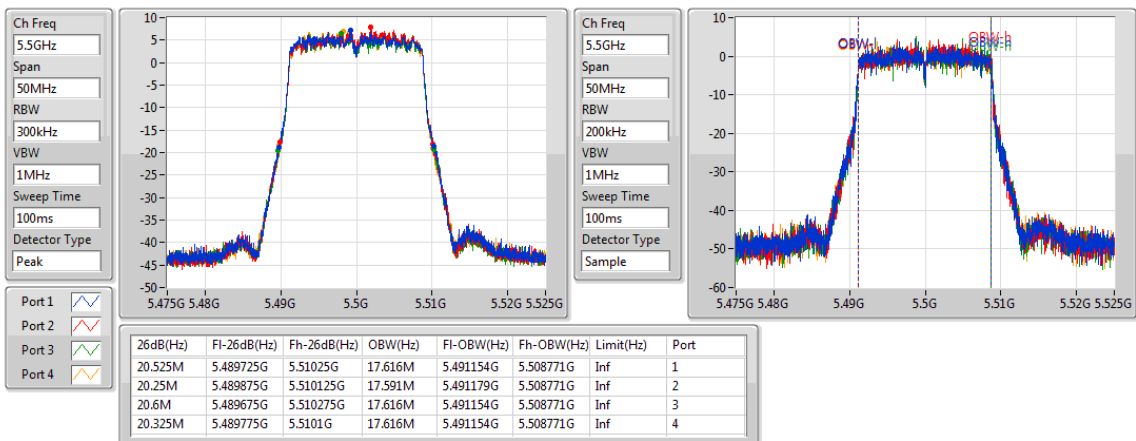 Ch Freq
5.5GHz
Span
50MHz
RBW
300kHz
VBW
1MHz
Sweep Time
100ms
Detector Type
Peak
10
5
0
-5
-10
-15
-20
-25
-30
-35
-40
-45
-50
5.475G 5.48G 5.49G 5.5G 5.51G 5.52G 5.525G
Ch Freq
5.5GHz
Span
50MHz
RBW
200kHz
VBW
1MHz
Sweep Time
100ms
Detector Type
Sample
10
0
-10
-20
-30
-40
-50
-60
OBW-l
OBW-h
OBW-h
5.475G 5.48G 5.49G 5.5G 5.51G 5.52G 5.525G
Port 1
Port 2
Port 3
Port 4
26dB(Hz) Fl-26dB(Hz) Fh-26dB(Hz) OBW(Hz) Fl-OBW(Hz) Fh-OBW(Hz) Limit(Hz) Port
20.525M 5.489725G 5.51025G 17.616M 5.491154G 5.508771G Inf 1
20.25M 5.489875G 5.510125G 17.591M 5.491179G 5.508771G Inf 2
20.6M 5.489675G 5.510275G 17.616M 5.491154G 5.508771G Inf 3
20.325M 5.489775G 5.5101G 17.616M 5.491154G 5.508771G Inf 4